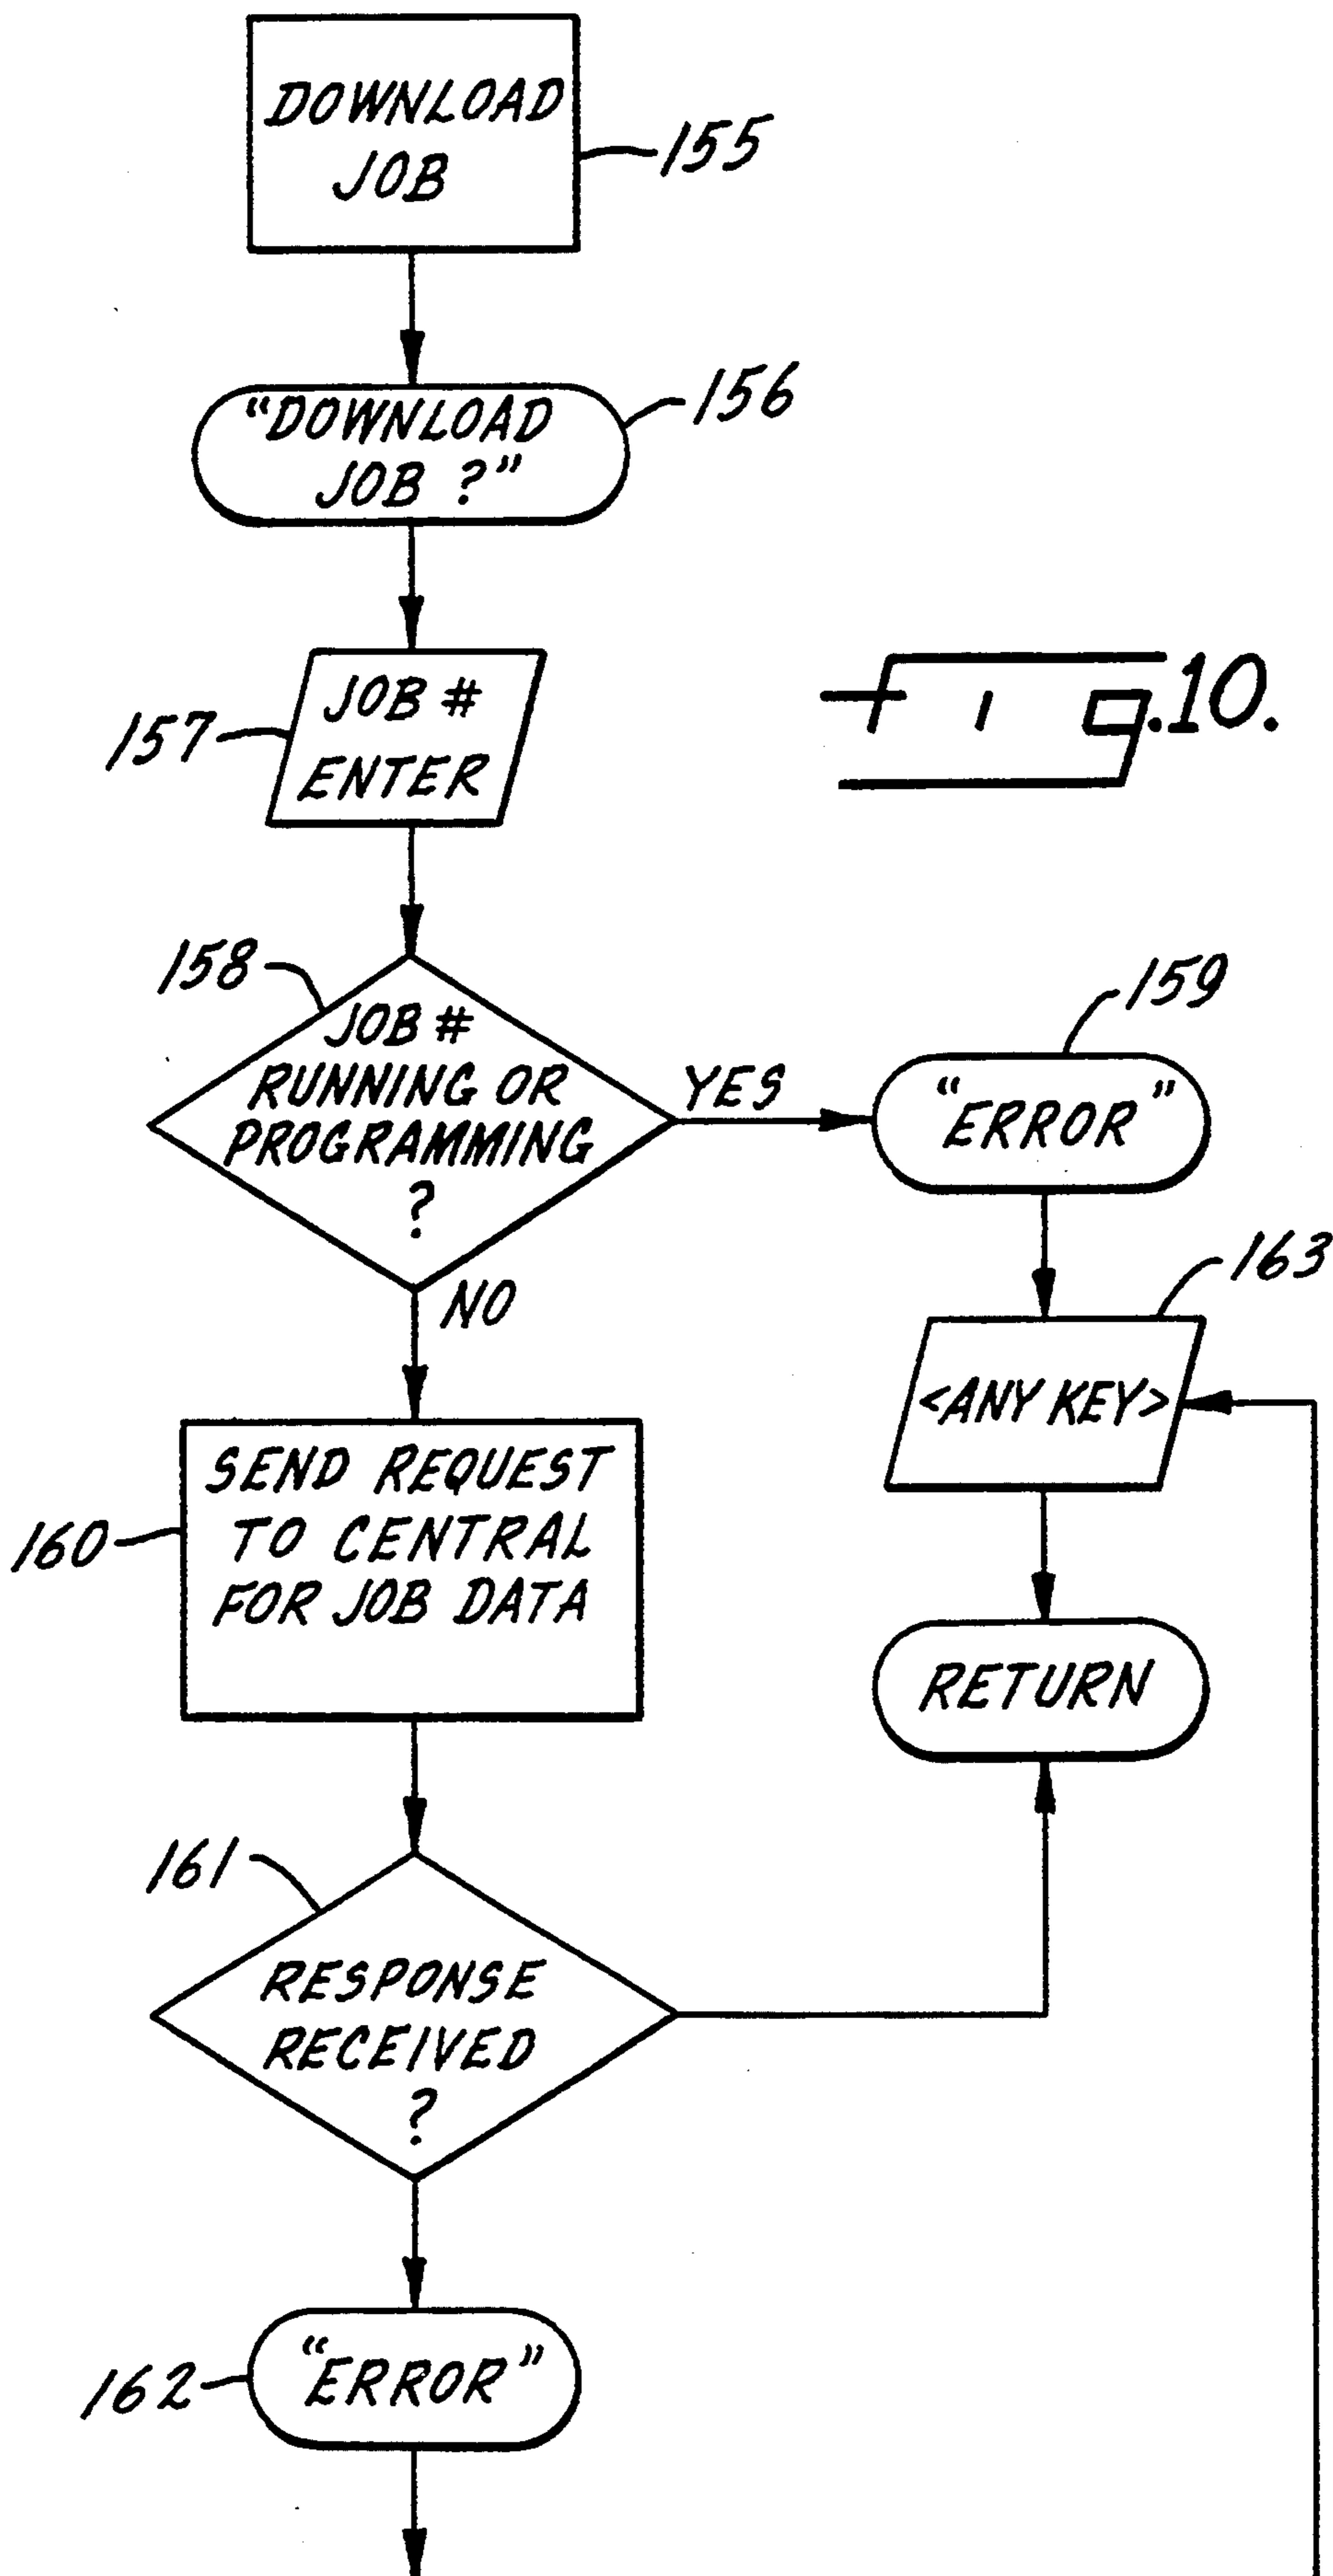 DOWNLOAD
JOB
155
"DOWNLOAD
JOB ?"
156
JOB #
ENTER
157
Fig.10.
158
JOB #
RUNNING OR
PROGRAMMING
?
YES
NO
159
"ERROR"
163
<ANY KEY>
160
SEND REQUEST
TO CENTRAL
FOR JOB DATA
RETURN
161
RESPONSE
RECEIVED
?
162
"ERROR"